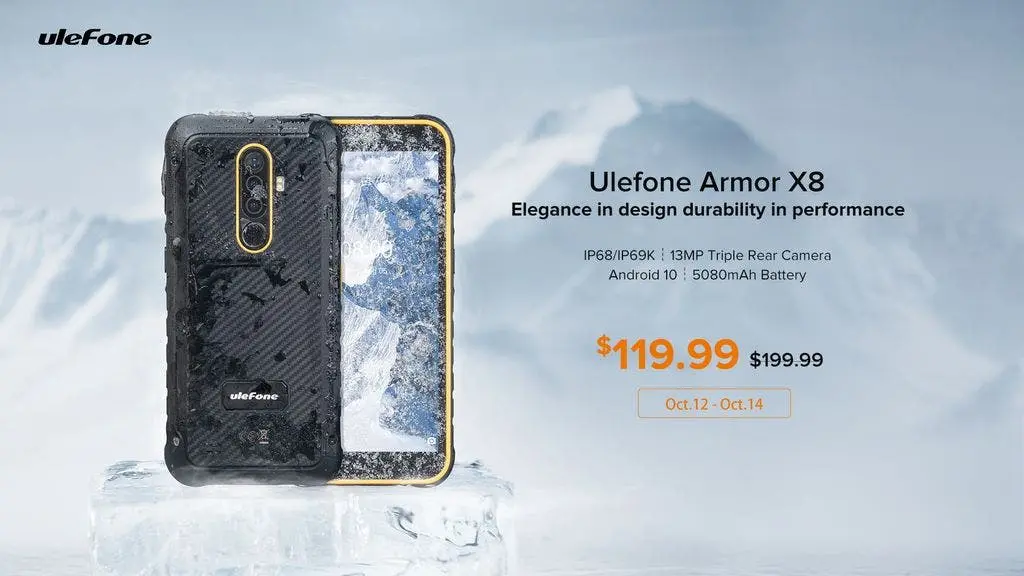 uleFone
uleFone
Ulefone Armor X8
Elegance in design durability in performance
IP68/IP69K ┊ 13MP Triple Rear Camera
Android 10 ┊ 5080mAh Battery
$119.99 $199.99
Oct.12 - Oct.14